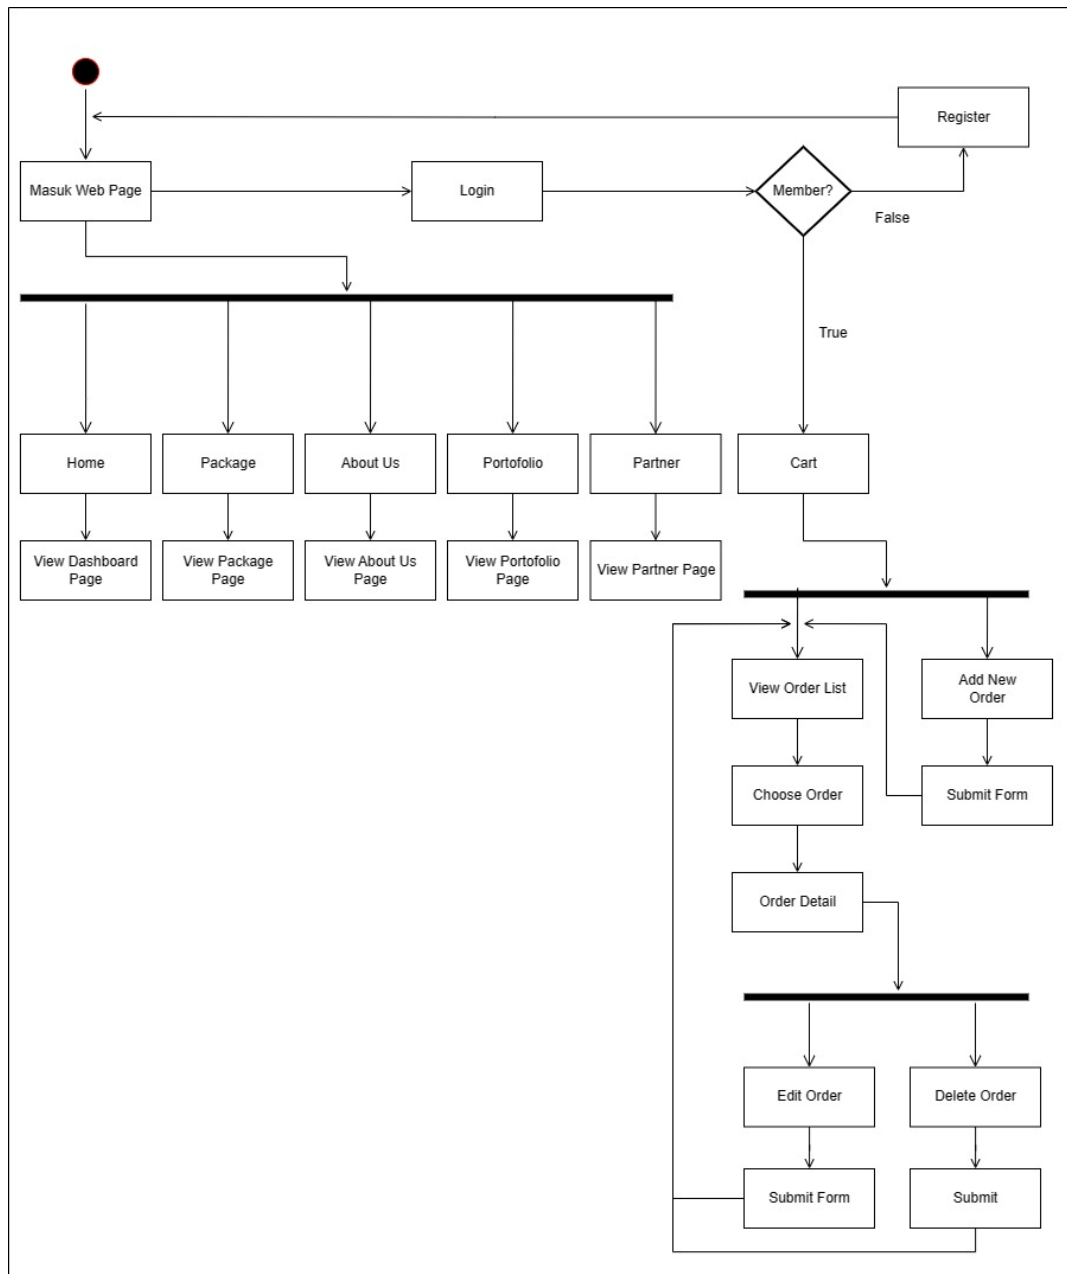 Register
Masuk Web Page
Login
Member?
False
True
Home
Package
About Us
Portofolio
Partner
Cart
View Dashboard
Page
View Package
Page
View About Us
Page
View Portofolio
Page
View Partner Page
View Order List
Add New
Order
Choose Order
Submit Form
Order Detail
Edit Order
Delete Order
Submit Form
Submit